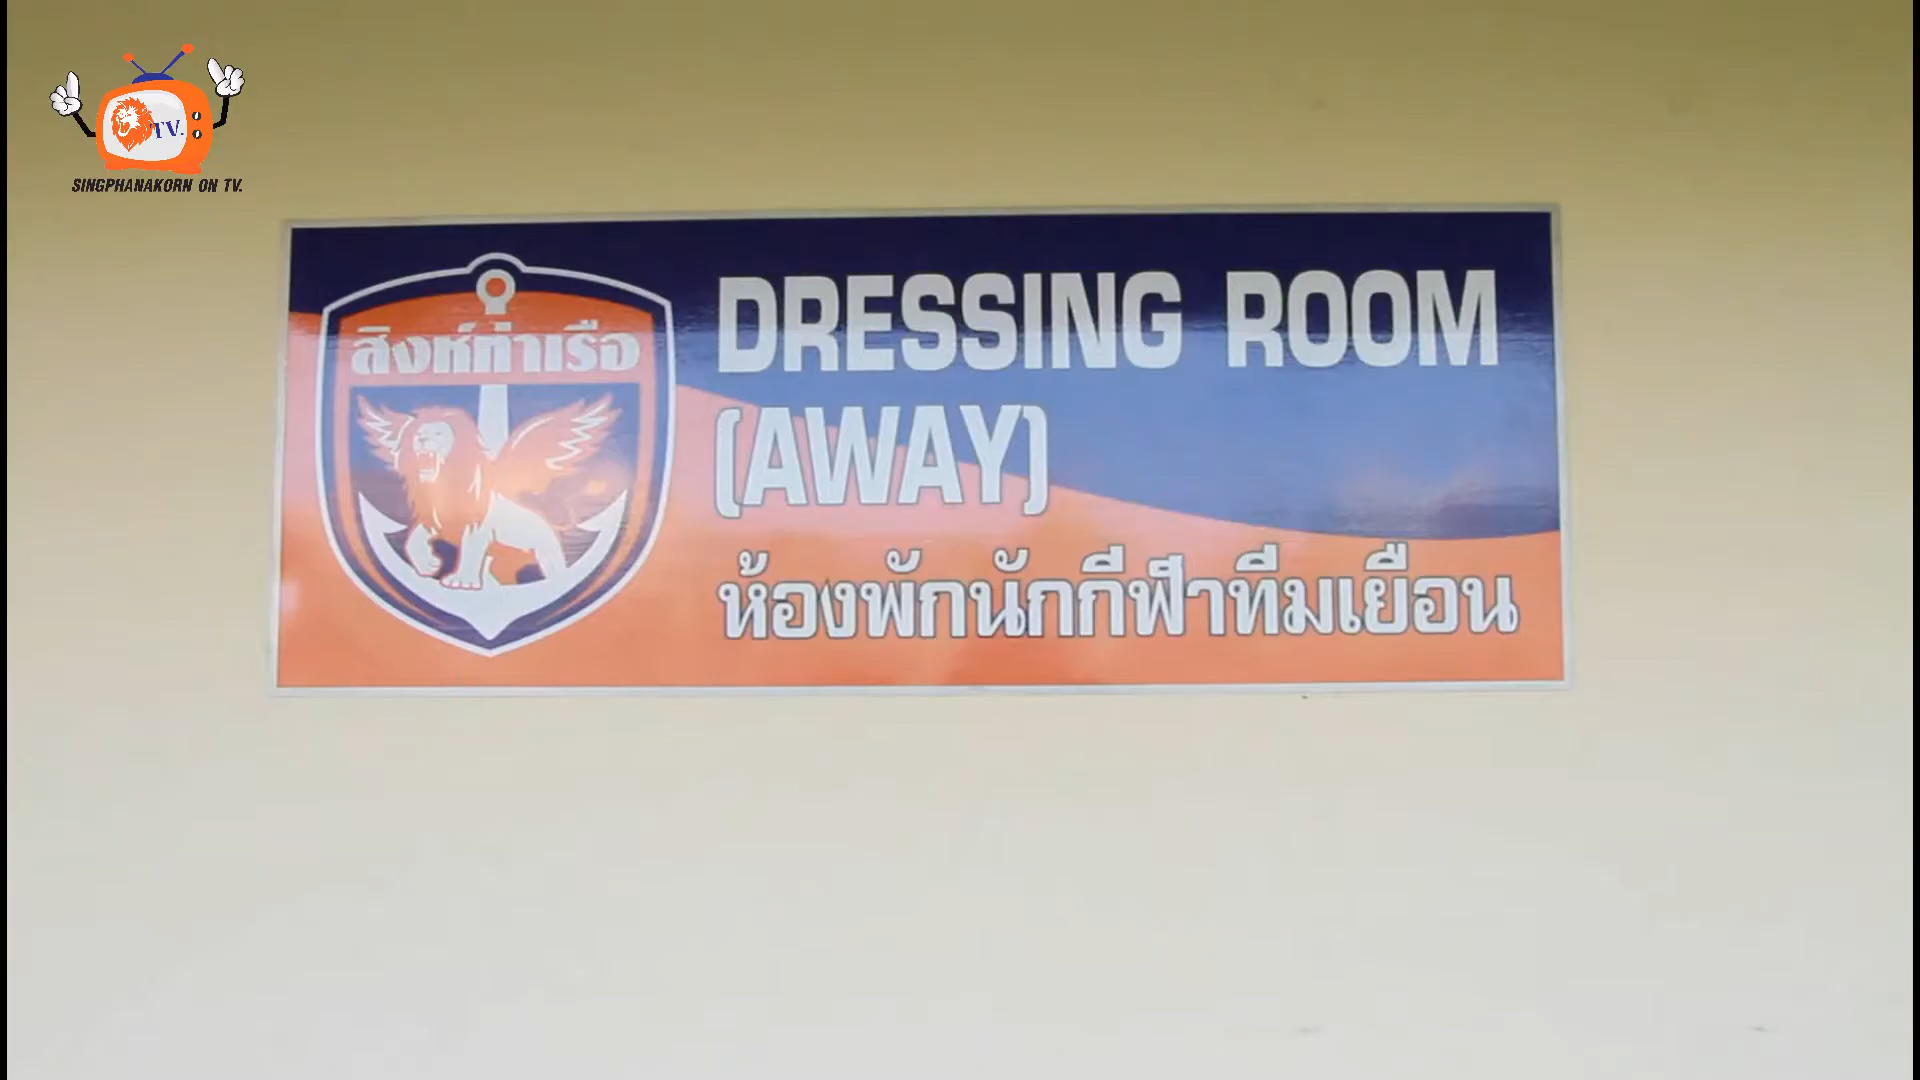 TV.
SINGPHANAKORN ON TV.
สิงห์ท่าเรือ
DRESSING ROOM
(AWAY)
ห้องพักนักกีฬาทีมเยือน